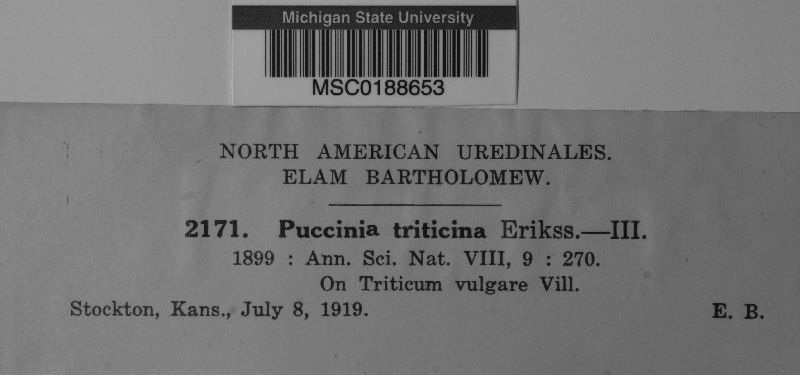 Michigan State University
MSC0188653
NORTH AMERICAN UREDINALES.
ELAM BARTHOLOMEW.
2171. Puccinia triticina Erikss.—III.
1899 : Ann. Sci. Nat. VIII, 9 : 270.
On Triticum vulgare Vill.
Stockton, Kans., July 8, 1919. E. B.